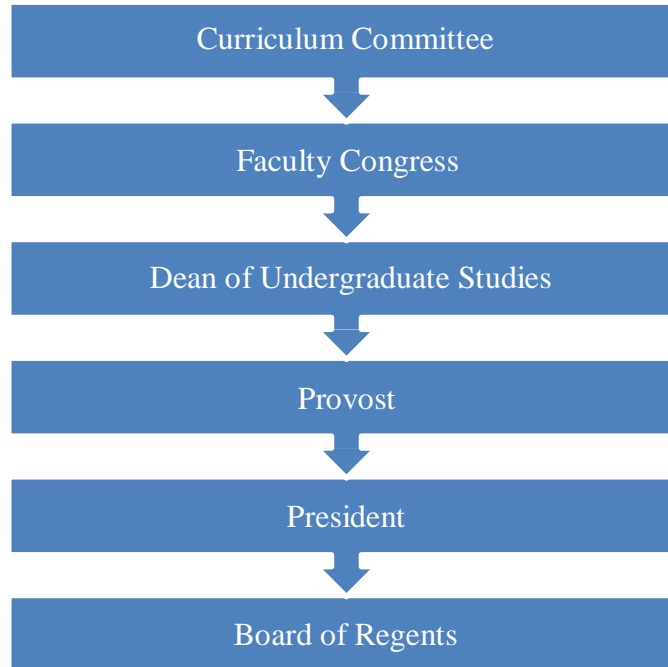 Curriculum Committee
Faculty Congress
Dean of Undergraduate Studies
Provost
President
Board of Regents